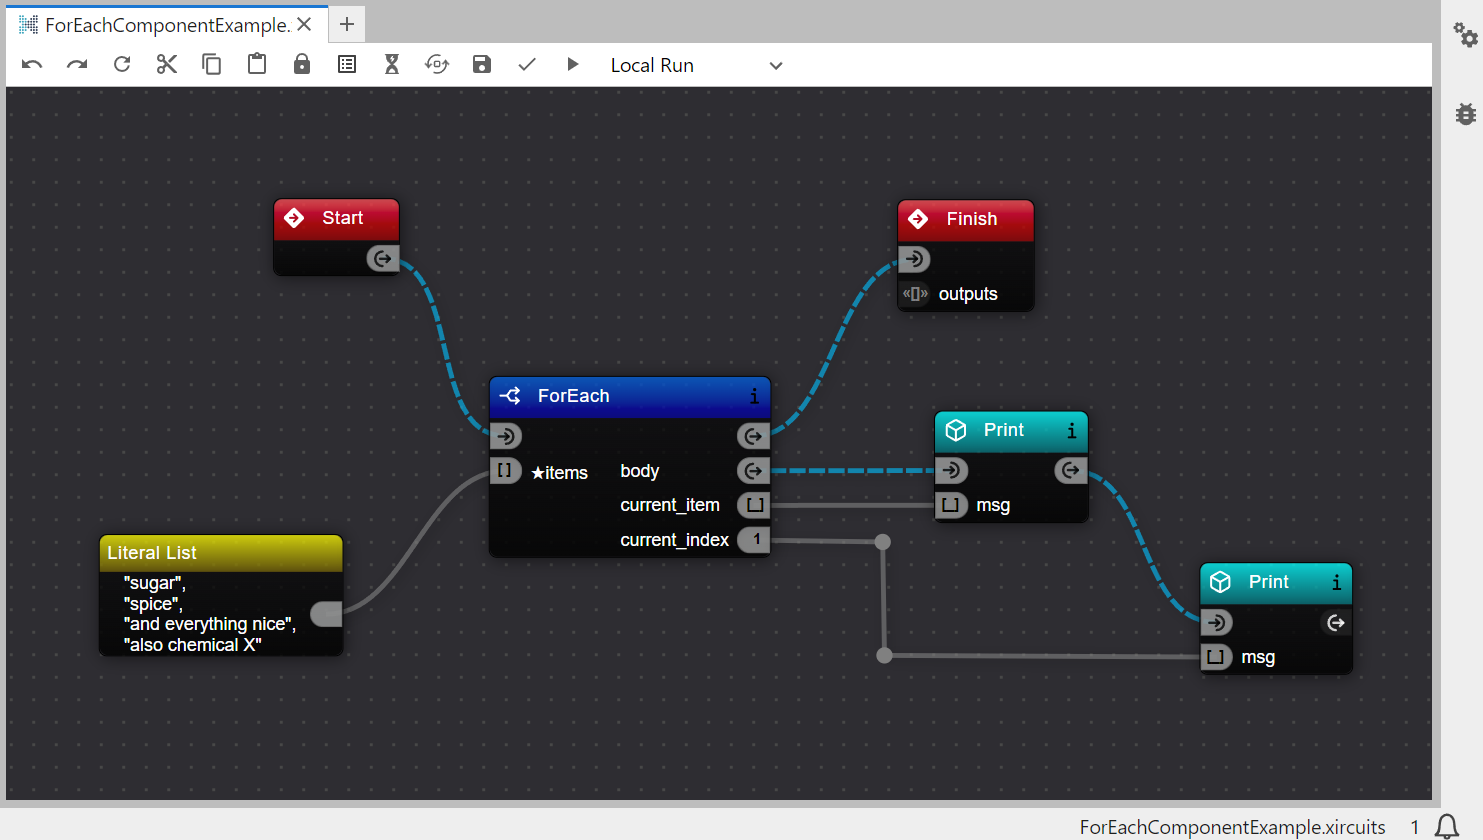 ForEachComponentExample.
Local Run
Start
Finish
outputs
ForEach
i
★items
body
current_item
current_index
1
Print
i
msg
Literal List
"sugar",
"spice",
"and everything nice",
"also chemical X"
Print
i
msg
ForEachComponentExample.xircuits
1